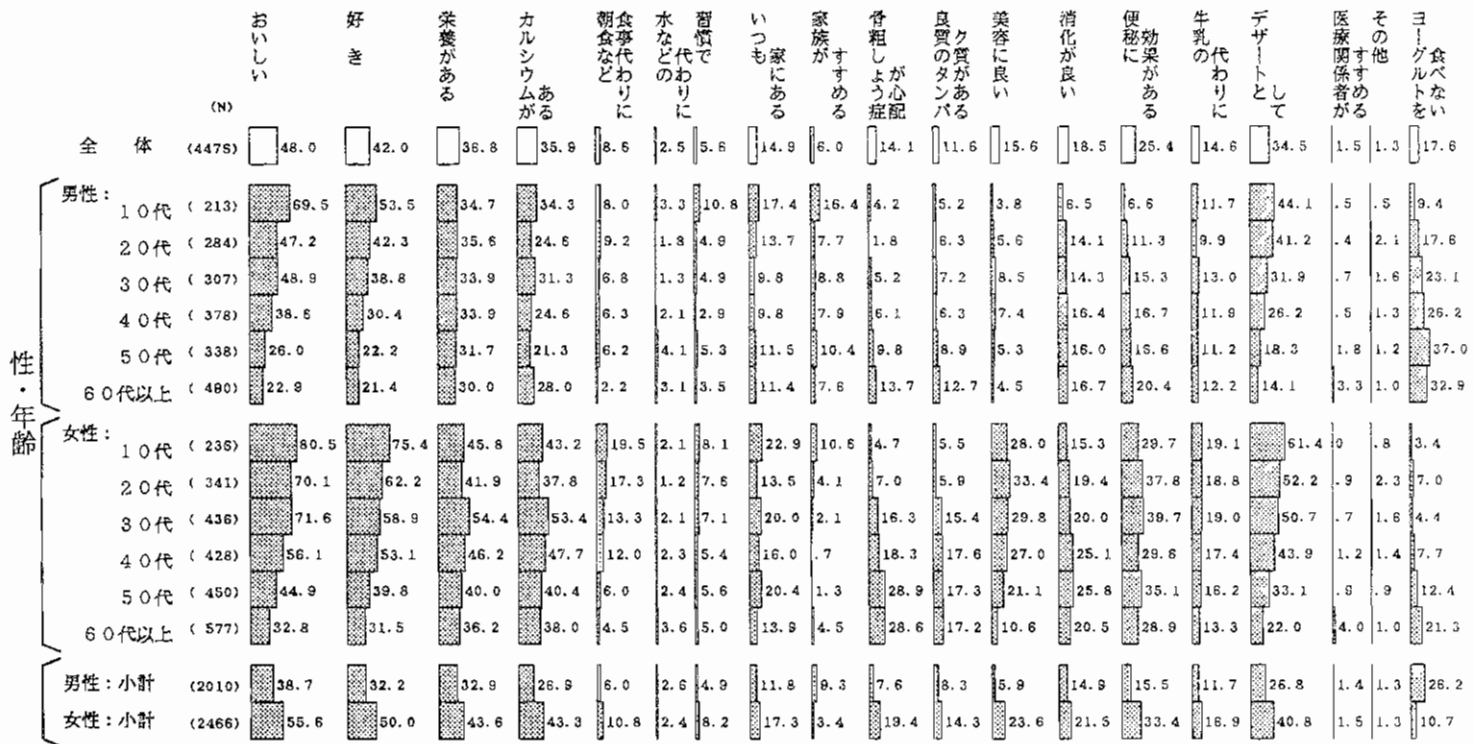 おいしい
好き
栄養がある
カルシウムが
ある
朝食など
食事代わりに
水などの
代わりに
習慣で
いつも
家にある
家族が
すすめる
骨粗しょう症
が心配
良質のタンパ
ク質がある
美容に良い
消化が良い
便秘に
効果がある
牛乳の
代わりに
デザートと
して
医療関係者が
すすめる
その他
ヨーグルトを
食べない
(N)
全体 (4475) 48.0 42.0 36.8 35.9 8.6 2.5 5.6 14.9 6.0 14.1 11.6 15.6 18.5 25.4 14.6 34.5 1.5 1.3 17.6
性・年齢
男性:
10代 (213) 69.5 53.5 34.7 34.3 8.0 3.3 10.8 17.4 16.4 4.2 5.2 3.8 6.5 6.6 11.7 44.1 .5 .5 9.4
20代 (284) 47.2 42.3 35.6 24.6 9.2 1.8 4.9 13.7 7.7 1.8 6.3 5.6 14.1 11.3 9.9 41.2 .4 2.1 17.6
30代 (307) 48.9 38.8 33.9 31.3 6.8 1.3 4.9 9.8 8.8 5.2 7.2 8.5 14.3 15.3 13.0 31.9 .7 1.6 23.1
40代 (378) 38.6 30.4 33.9 24.6 6.3 2.1 2.9 9.8 7.9 6.1 6.3 7.4 16.4 16.7 11.9 26.2 .5 1.3 26.2
50代 (338) 26.0 22.2 31.7 21.3 6.2 4.1 5.3 11.5 10.4 9.8 8.9 5.3 16.0 16.6 11.2 18.3 1.8 1.2 37.0
60代以上 (490) 22.9 21.4 30.0 28.0 2.2 3.1 3.5 11.4 7.6 13.7 12.7 4.5 16.7 20.4 12.2 14.1 3.3 1.0 32.9
女性:
10代 (236) 80.5 75.4 45.8 43.2 19.5 2.1 8.1 22.9 10.6 4.7 5.5 28.0 15.3 29.7 19.1 61.4 0 .8 3.4
20代 (341) 70.1 62.2 41.9 37.8 17.3 1.2 7.6 13.5 4.1 7.0 5.9 33.4 19.4 37.8 18.8 52.2 .9 2.3 7.0
30代 (436) 71.6 58.9 54.4 53.4 13.3 2.1 7.1 20.0 2.1 16.3 15.4 29.8 20.0 39.7 19.0 50.7 .7 1.6 4.4
40代 (428) 56.1 53.1 46.2 47.7 12.0 2.3 5.4 16.0 .7 18.3 17.6 27.0 25.1 29.6 17.4 43.9 1.2 1.4 7.7
50代 (450) 44.9 39.8 40.0 40.4 6.0 2.4 5.6 20.4 1.3 28.9 17.3 21.1 25.8 35.1 16.2 33.1 .9 .9 12.4
60代以上 (577) 32.8 31.5 36.2 38.0 4.5 3.6 5.0 13.9 4.5 28.6 17.2 10.6 20.5 28.9 13.3 22.0 4.0 1.0 21.3
男性:小計 (2010) 38.7 32.2 32.9 26.9 6.0 2.6 4.9 11.8 9.3 7.6 8.3 5.9 14.9 15.5 11.7 26.8 1.4 1.3 26.2
女性:小計 (2466) 55.6 50.0 43.6 43.3 10.8 2.4 8.2 17.3 3.4 19.4 14.3 23.6 21.5 33.4 16.9 40.8 1.5 1.3 10.7